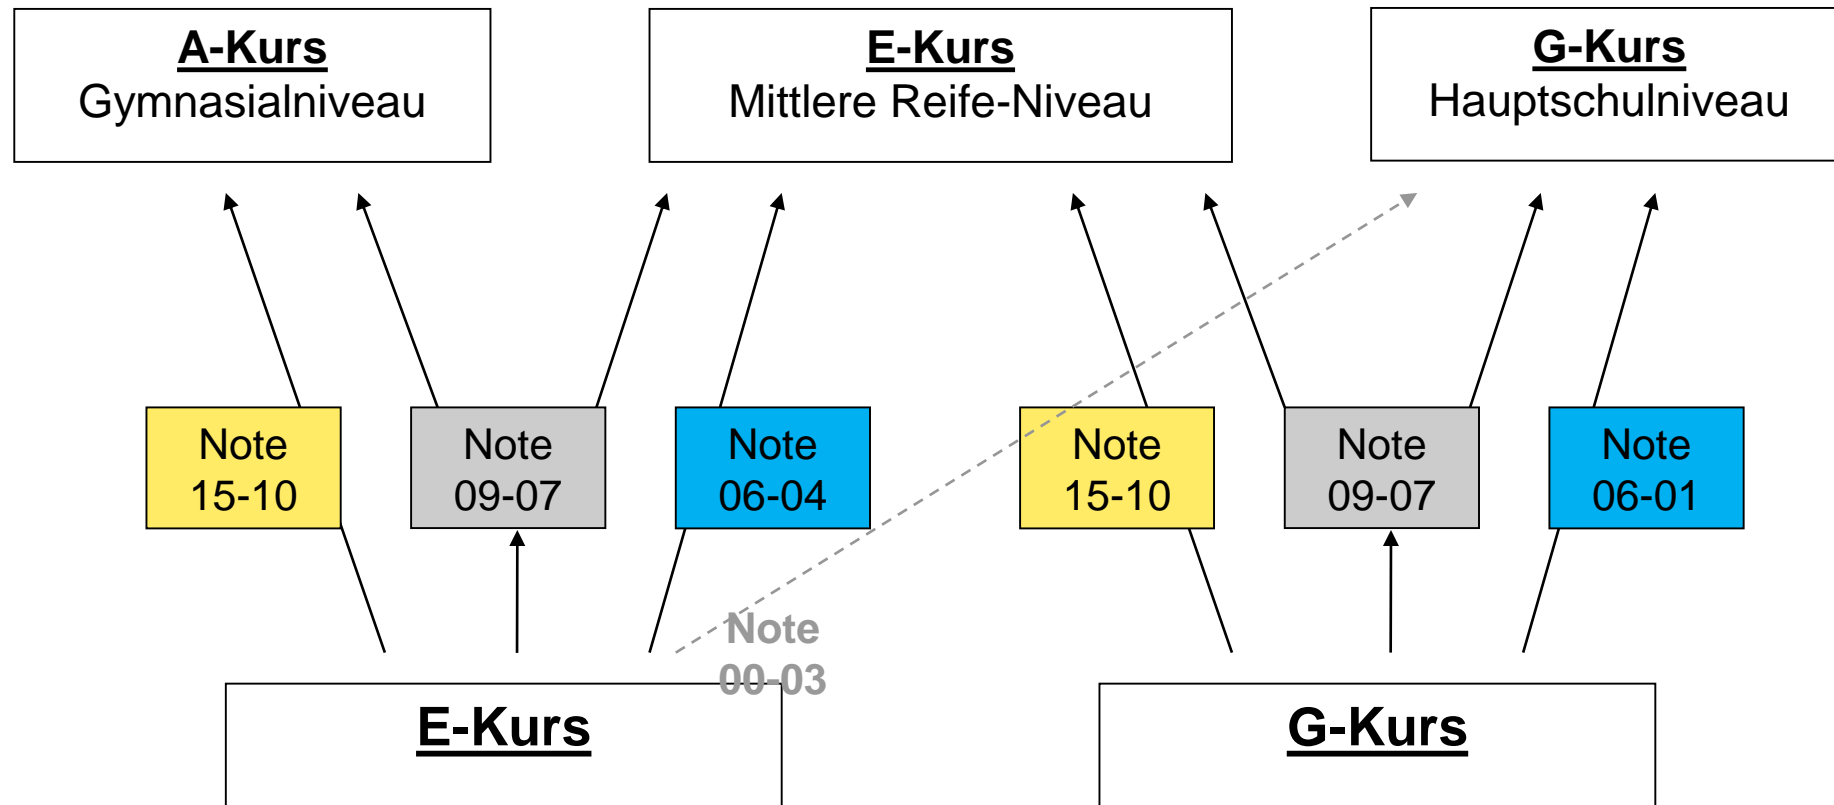 A-Kurs
Gymnasialniveau
E-Kurs
Mittlere Reife-Niveau
G-Kurs
Hauptschulniveau
Note
15-10
Note
09-07
Note
06-04
Note
15-10
Note
09-07
Note
06-01
Note
00-03
E-Kurs
G-Kurs